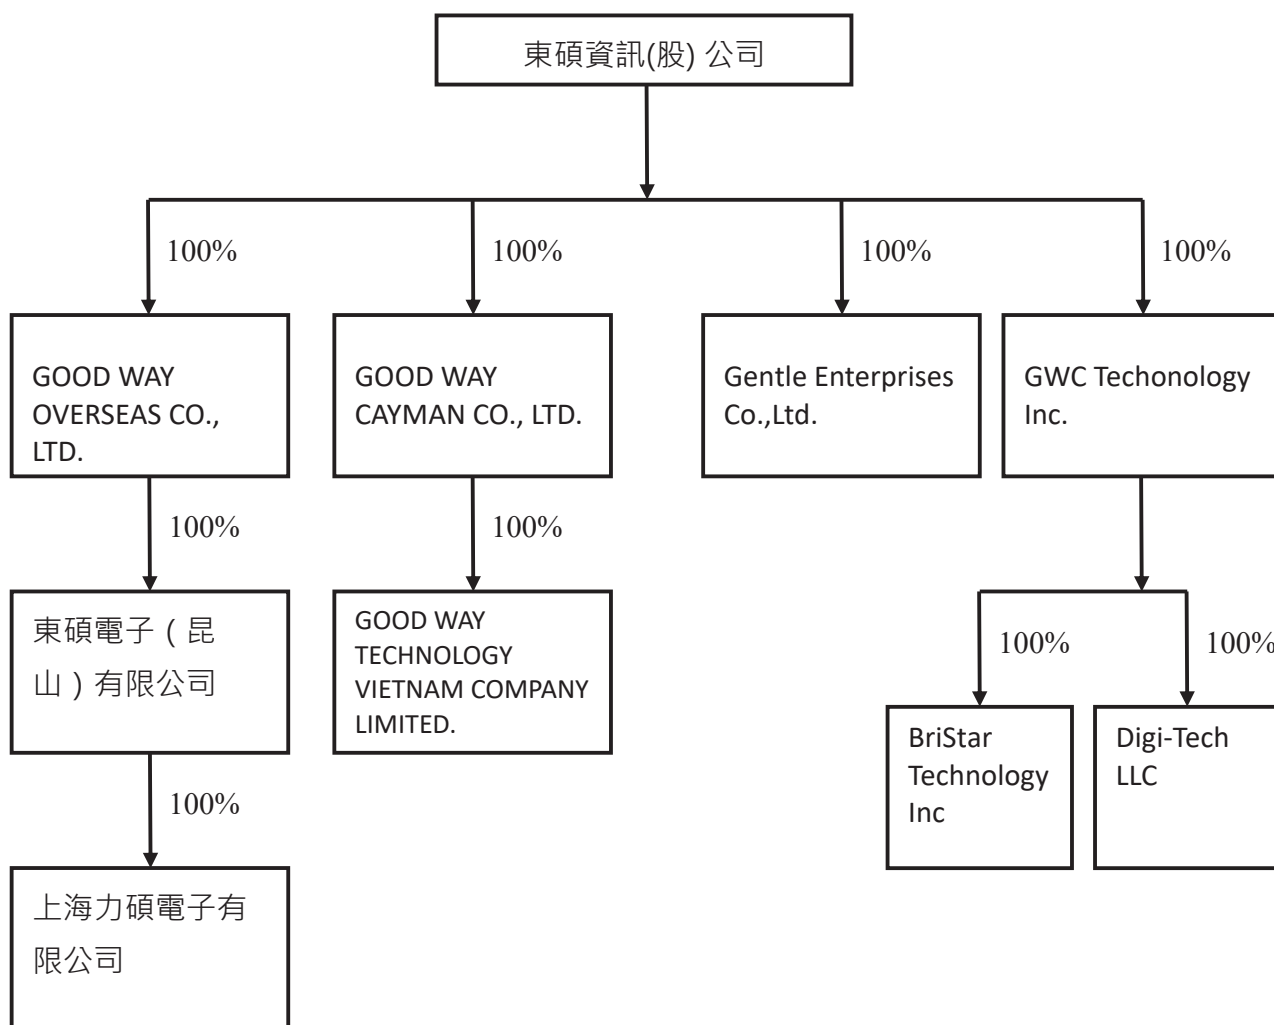 東碩資訊(股) 公司
100%
100%
100%
100%
GOOD WAY
OVERSEAS CO.,
LTD.
GOOD WAY
CAYMAN CO., LTD.
Gentle Enterprises
Co.,Ltd.
GWC Techonology
Inc.
100%
100%
東碩電子（昆
山）有限公司
GOOD WAY
TECHNOLOGY
VIETNAM COMPANY
LIMITED.
100%
100%
BriStar
Technology
Inc
Digi-Tech
LLC
100%
上海力碩電子有
限公司